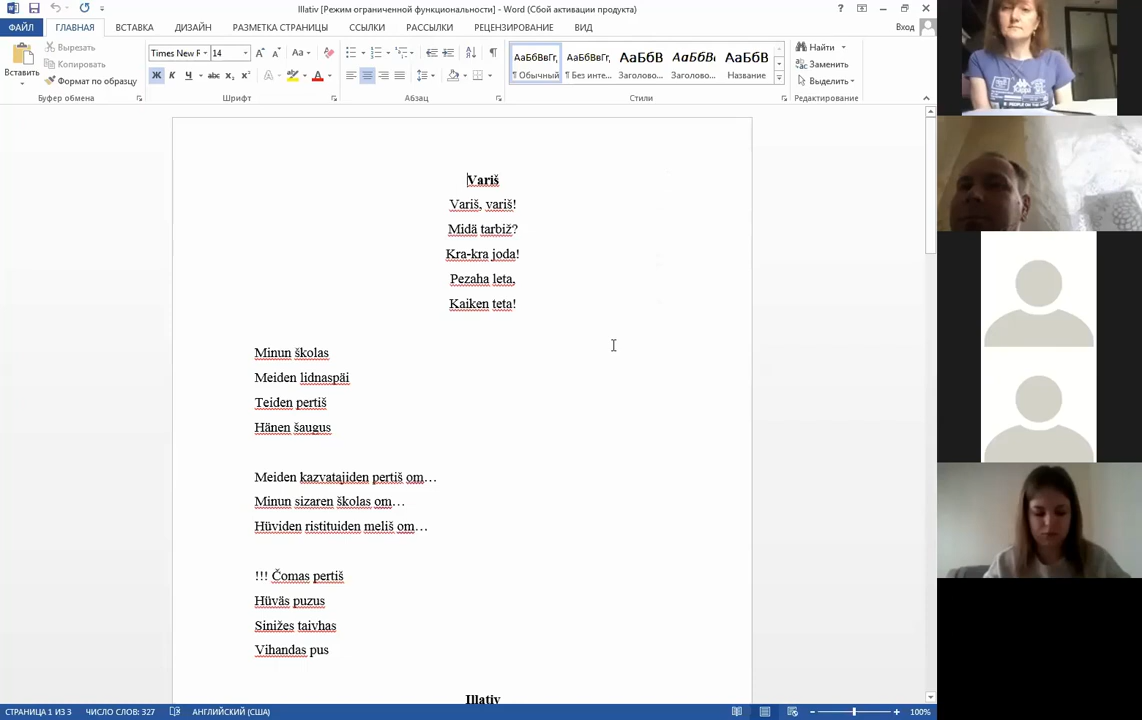 Illativ [Режим ограниченной функциональности] - Word (Сбой активации продукта)
ФАЙЛ ГЛАВНАЯ ВСТАВКА ДИЗАЙН РАЗМЕТКА СТРАНИЦЫ ССЫЛКИ РАССЫЛКИ РЕЦЕНЗИРОВАНИЕ ВИД Вход
Вставить
Вырезать
Копировать
Формат по образцу
Буфер обмена
Times New R 14
Ж К Ч abc x₂ x²
Шрифт
Абзац
АаБбВвГг, АаБбВвГг, АаБбВ АаБбВ АаБбВ
¶ Обычный ¶ Без инте... Заголово... Заголово... Название
Стили
Найти
Заменить
Выделить
Редактирование
Variš
Variš, variš!
Midä tarbiž?
Kra-kra joda!
Pezaha leta,
Kaiken teta!
Minun školas
Meiden lidnaspäi
Teiden pertiš
Hänen šaugus
Meiden kazvatajiden pertiš om…
Minun sizaren školas om…
Hüviden ristituiden meliš om…
!!! Čomas pertiš
Hüväs puzus
Sinižes taivhas
Vihandas pus
Illativ
СТРАНИЦА 1 ИЗ 3 ЧИСЛО СЛОВ: 327 АНГЛИЙСКИЙ (США) 100%